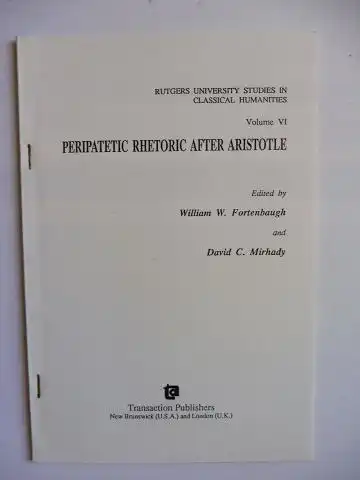 RUTGERS UNIVERSITY STUDIES IN
CLASSICAL HUMANITIES
Volume VI
PERIPATETIC RHETORIC AFTER ARISTOTLE
Edited by
William W. Fortenbaugh
and
David C. Mirhady
Transaction Publishers
New Brunswick (U.S.A.) and London (U.K.)